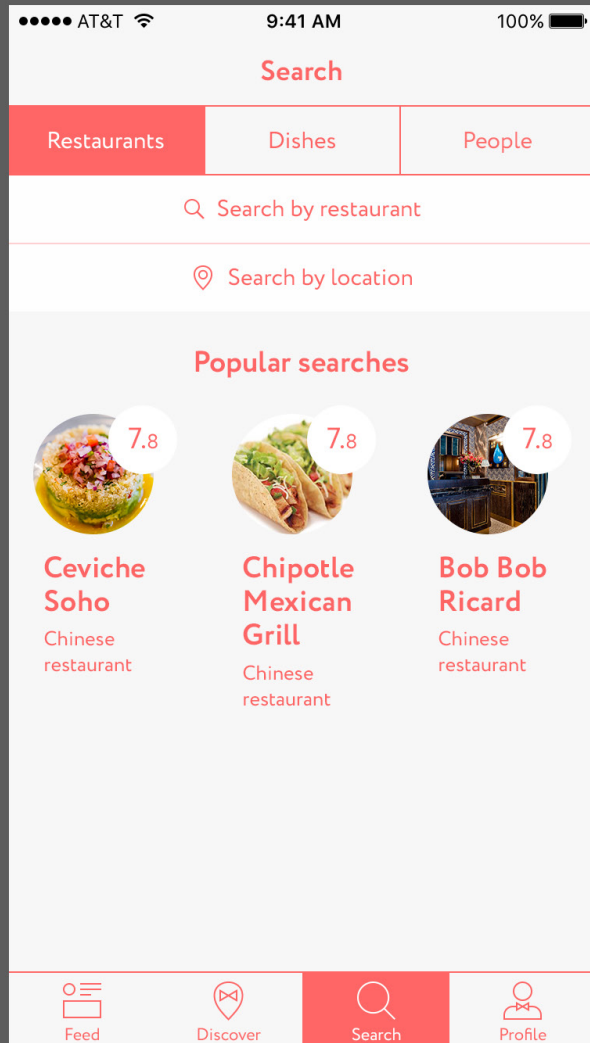 AT&T 9:41 AM 100%
Search
Restaurants Dishes People
Search by restaurant
Search by location
Popular searches
7.8 7.8 7.8
Ceviche
Soho
Chinese
restaurant
Chipotle
Mexican
Grill
Chinese
restaurant
Bob Bob
Ricard
Chinese
restaurant
Feed Discover Search Profile